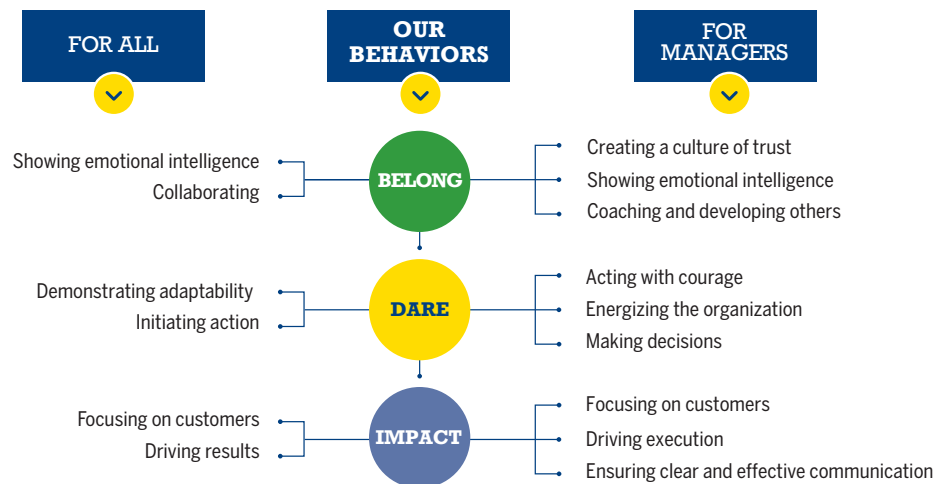 FOR ALL
OUR
BEHAVIORS
FOR
MANAGERS
Showing emotional intelligence
Collaborating
BELONG
Creating a culture of trust
Showing emotional intelligence
Coaching and developing others
Demonstrating adaptability
Initiating action
DARE
Acting with courage
Energizing the organization
Making decisions
Focusing on customers
Driving results
IMPACT
Focusing on customers
Driving execution
Ensuring clear and effective communication